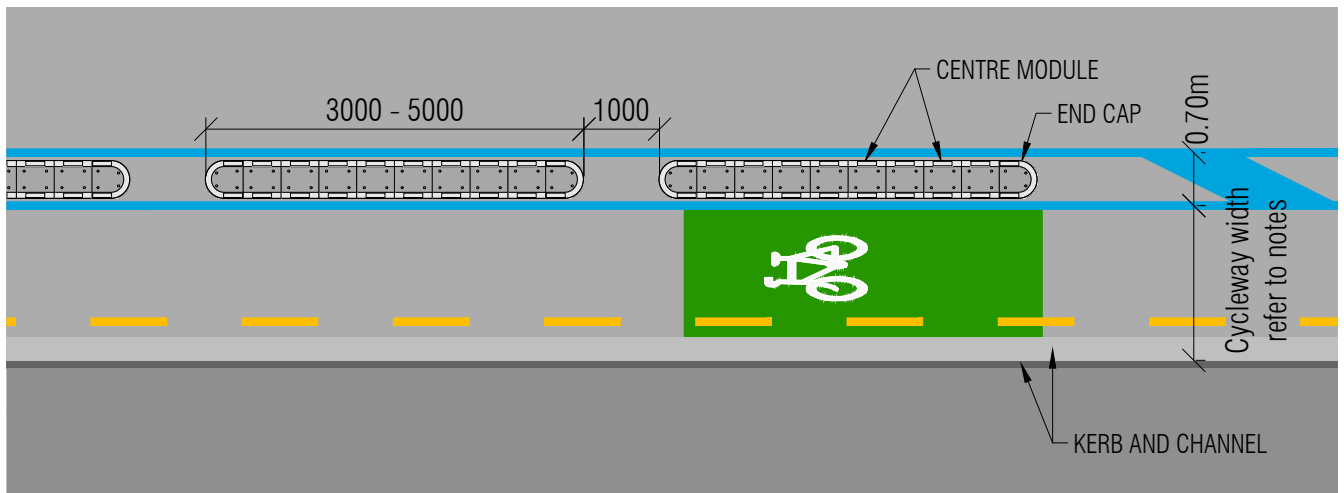 CENTRE MODULE
3000 - 5000
1000
END CAP
0.70m
Cycleway width
refer to notes
KERB AND CHANNEL